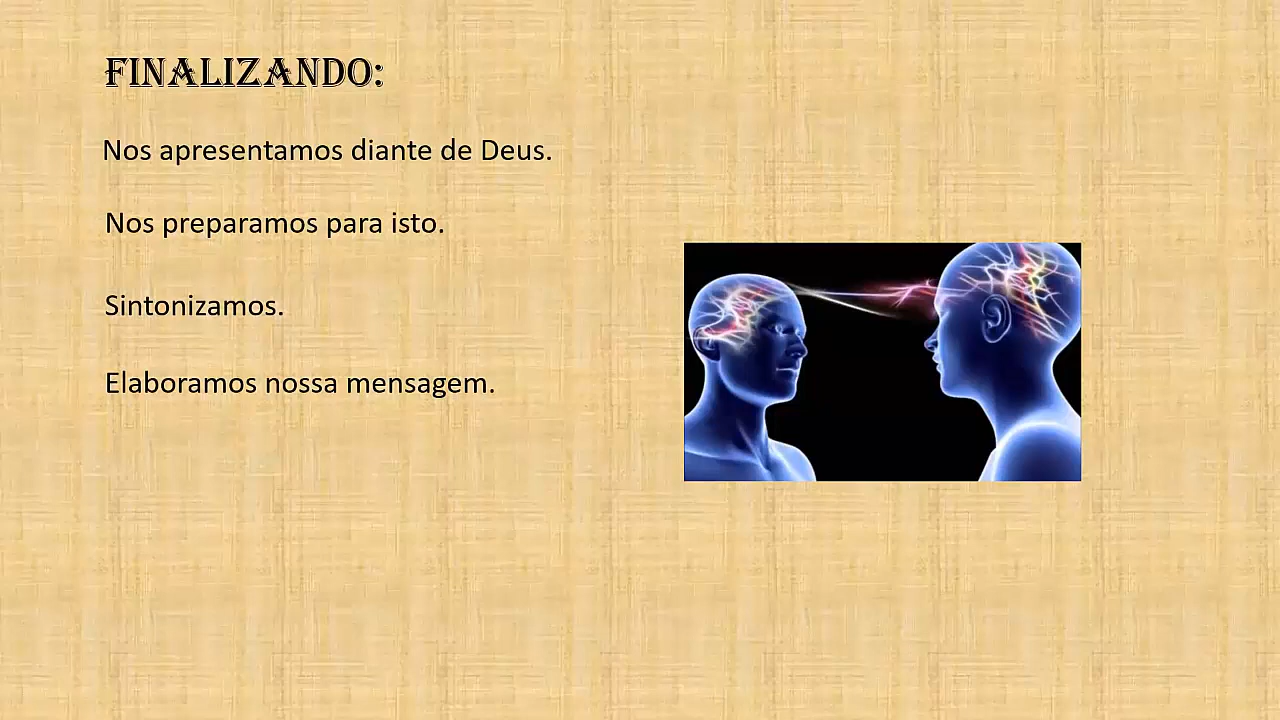 FINALIZANDO:
Nos apresentamos diante de Deus.
Nos preparamos para isto.
Sintonizamos.
Elaboramos nossa mensagem.